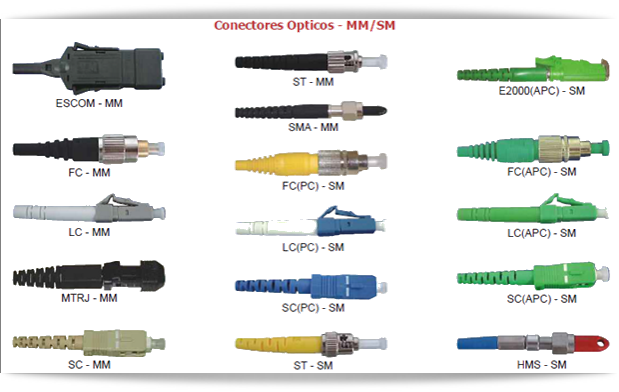 Conectores Opticos - MM/SM
ESCOM - MM
ST - MM
E2000(APC) - SM
SMA - MM
FC - MM
FC(PC) - SM
FC(APC) - SM
LC - MM
LC(PC) - SM
LC(APC) - SM
MTRJ - MM
SC(PC) - SM
SC(APC) - SM
SC - MM
ST - SM
HMS - SM